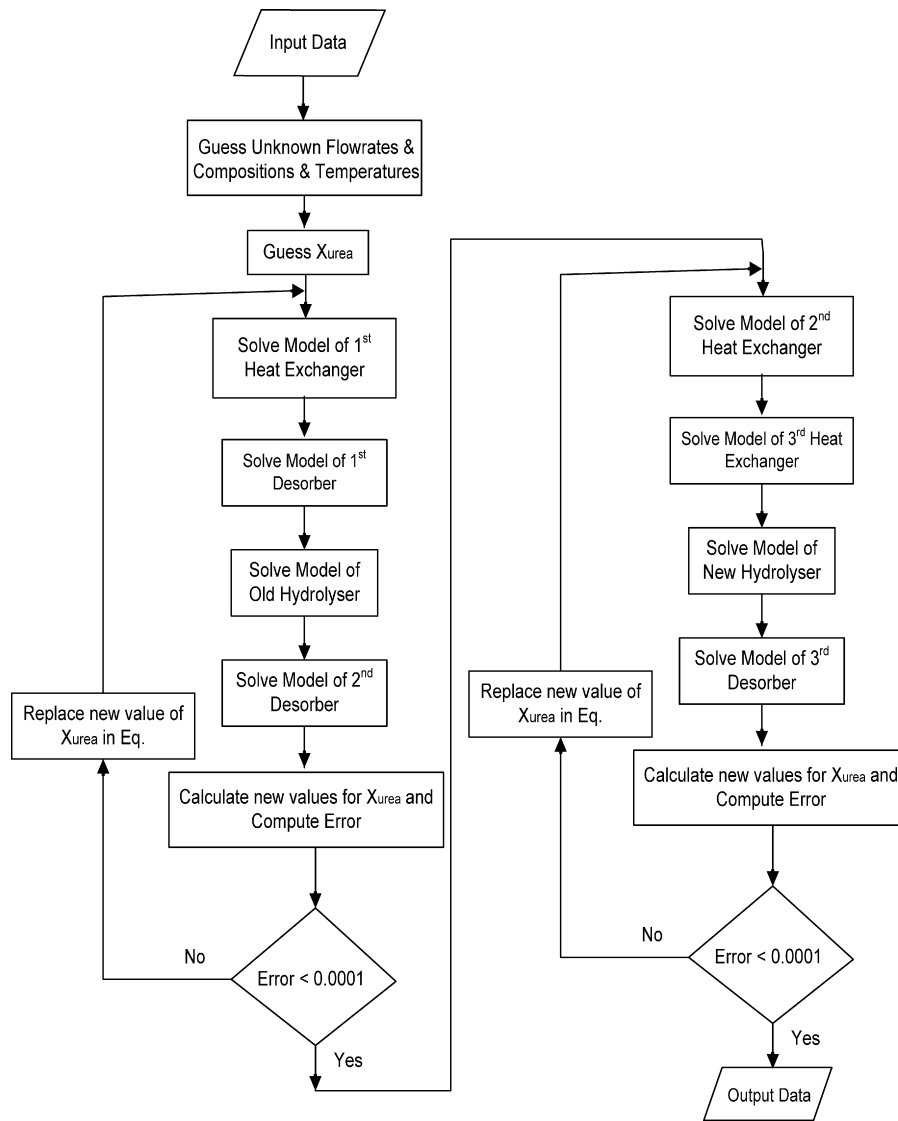 Input Data
Guess Unknown Flowrates &
Compositions & Temperatures
Guess Xurea
Solve Model of 1st
Heat Exchanger
Solve Model of 1st
Desorber
Solve Model of
Old Hydrolyser
Solve Model of 2nd
Desorber
Replace new value of
Xurea in Eq.
Calculate new values for Xurea and
Compute Error
No
Error < 0.0001
Yes
Solve Model of 2nd
Heat Exchanger
Solve Model of 3rd Heat
Exchanger
Solve Model of
New Hydrolyser
Solve Model of 3rd
Desorber
Replace new value of
Xurea in Eq.
Calculate new values for Xurea and
Compute Error
No
Error < 0.0001
Yes
Output Data